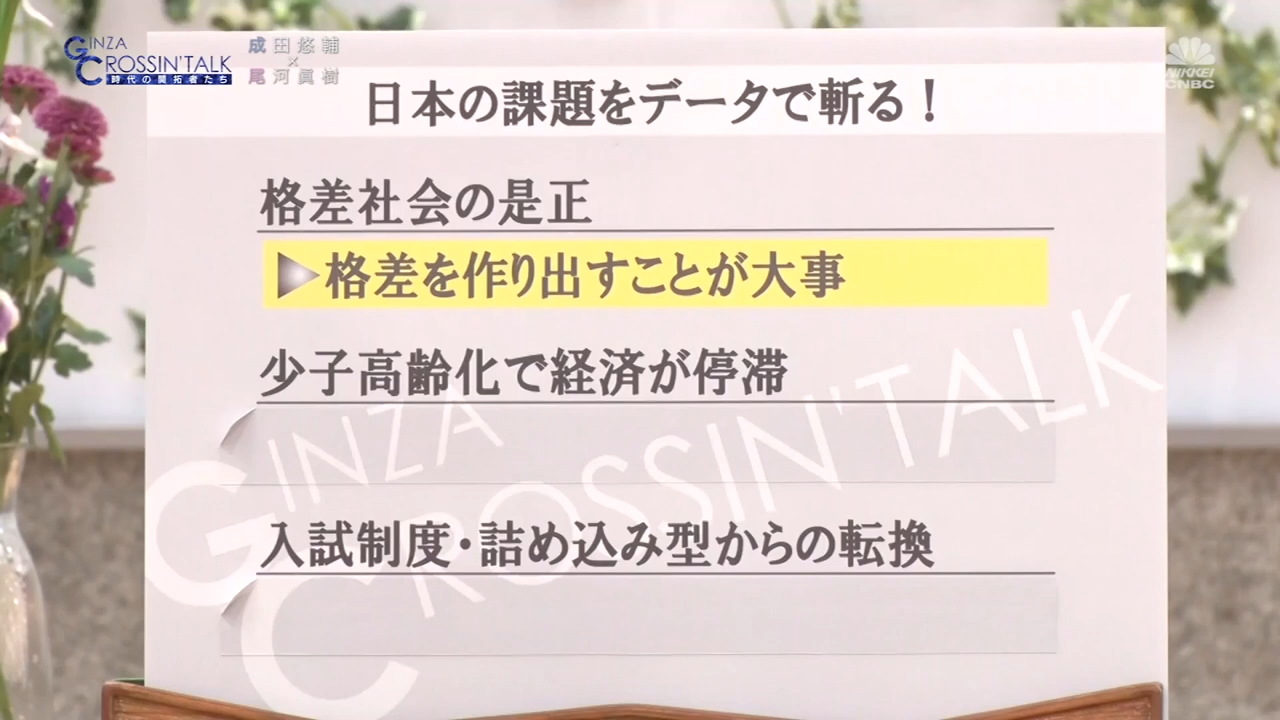 GINZA
CROSSIN'TALK
時代の開拓者たち
成田悠輔
×
尾河眞樹
NIKKEI
CNBC
日本の課題をデータで斬る！
格差社会の是正
▶格差を作り出すことが大事
少子高齢化で経済が停滞
入試制度・詰め込み型からの転換
GINZA
CROSSIN'TALK